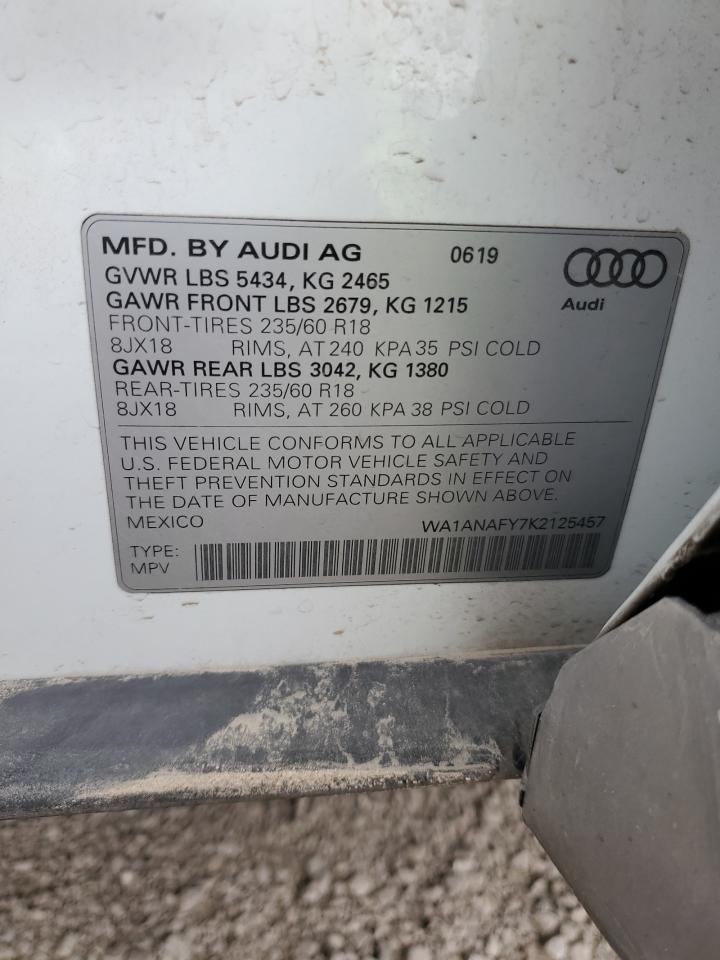 MFD. BY AUDI AG 0619
GVWR LBS 5434, KG 2465
GAWR FRONT LBS 2679, KG 1215
Audi
FRONT-TIRES 235/60 R18
8JX18 RIMS, AT 240 KPA 35 PSI COLD
GAWR REAR LBS 3042, KG 1380
REAR-TIRES 235/60 R18
8JX18 RIMS, AT 260 KPA 38 PSI COLD
THIS VEHICLE CONFORMS TO ALL APPLICABLE
U.S. FEDERAL MOTOR VEHICLE SAFETY AND
THEFT PREVENTION STANDARDS IN EFFECT ON
THE DATE OF MANUFACTURE SHOWN ABOVE.
MEXICO WA1ANAFY7K2125457
TYPE:
MPV